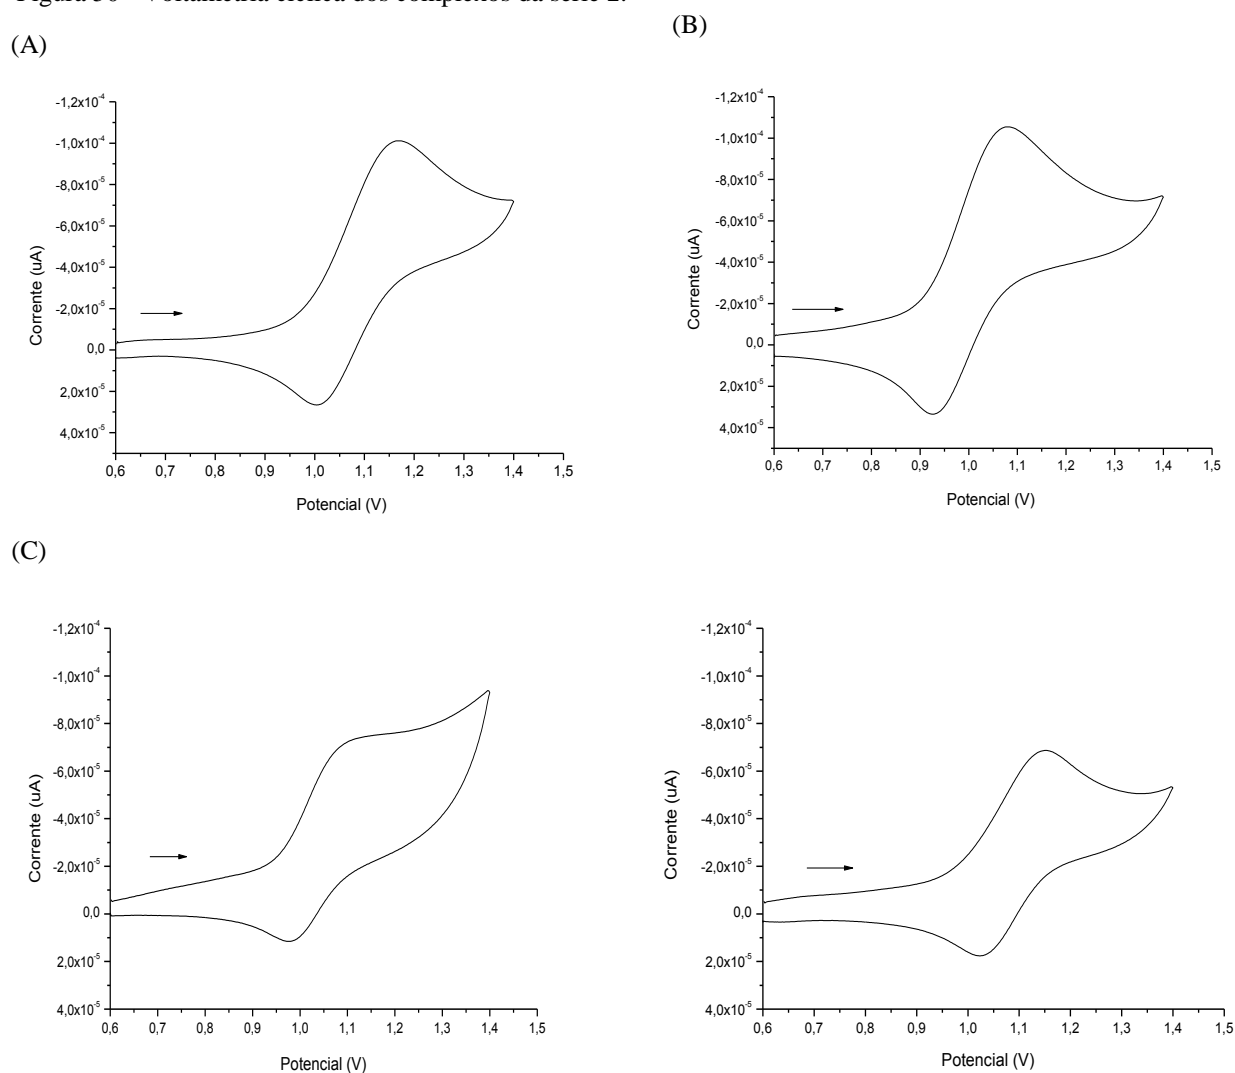 Figura Voltametria cíclica dos complexos da série 2.
(A)
-1,2x10⁻⁴
-1,0x10⁻⁴
-8,0x10⁻⁵
-6,0x10⁻⁵
-4,0x10⁻⁵
-2,0x10⁻⁵
0,0
2,0x10⁻⁵
4,0x10⁻⁵
Corrente (uA)
0,6 0,7 0,8 0,9 1,0 1,1 1,2 1,3 1,4 1,5
Potencial (V)
(B)
-1,2x10⁻⁴
-1,0x10⁻⁴
-8,0x10⁻⁵
-6,0x10⁻⁵
-4,0x10⁻⁵
-2,0x10⁻⁵
0,0
2,0x10⁻⁵
4,0x10⁻⁵
Corrente (uA)
0,6 0,7 0,8 0,9 1,0 1,1 1,2 1,3 1,4 1,5
Potencial (V)
(C)
-1,2x10⁻⁴
-1,0x10⁻⁴
-8,0x10⁻⁵
-6,0x10⁻⁵
-4,0x10⁻⁵
-2,0x10⁻⁵
0,0
2,0x10⁻⁵
4,0x10⁻⁵
Corrente (uA)
0,6 0,7 0,8 0,9 1,0 1,1 1,2 1,3 1,4 1,5
Potencial (V)
-1,2x10⁻⁴
-1,0x10⁻⁴
-8,0x10⁻⁵
-6,0x10⁻⁵
-4,0x10⁻⁵
-2,0x10⁻⁵
0,0
2,0x10⁻⁵
4,0x10⁻⁵
Corrente (uA)
0,6 0,7 0,8 0,9 1,0 1,1 1,2 1,3 1,4 1,5
Potencial (V)